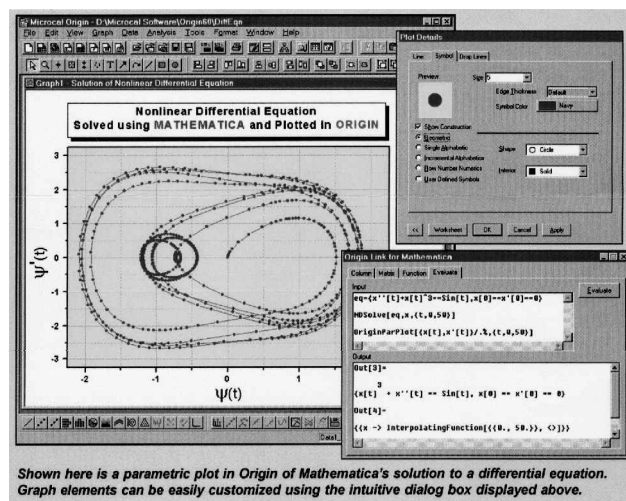 Microcal Origin - D:\Microcal Software\Origin60\DiffEqn
File Edit View Graph Data Analysis Tools Format Window Help
Graph1 - Solution of Nonlinear Differential Equation
Nonlinear Differential Equation
Solved using MATHEMATICA and Plotted in ORIGIN
3
2
1
0
-1
-2
-3
ψ'(t)
-2
-1
0
1
ψ(t)
Data1_
Plot Details
Line Symbol Drop Lines
Preview
Size 5
Edge Thickness Default
Symbol Color Navy
Show Construction
Geometric
Single Alphabetic
Incremental Alphabetics
Row Number Numerics
User Defined Symbols
Shape Circle
Interior Solid
<< Worksheet OK Cancel Apply
Origin Link for Mathematica
Column Matrix Function Evaluate
Input
eq={x''[t]+x[t]^3==Sin[t],x[0]==x'[0]==0}
NDSolve[eq,x,{t,0,50}]
OriginParPlot[{x[t],x'[t]}/.%,{t,0,50}]
Evaluate
Output
Out[3]=
3
{x[t] + x''[t] == Sin[t], x[0] == x'[0] == 0}
Out[4]=
{{x -> InterpolatingFunction[{{0., 50.}}, <>]}}
Shown here is a parametric plot in Origin of Mathematica's solution to a differential equation.
Graph elements can be easily customized using the intuitive dialog box displayed above.